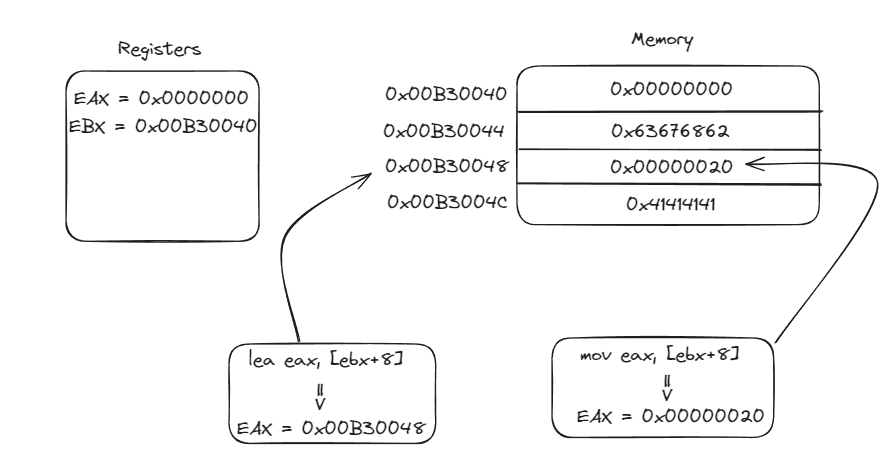 Registers
EAX = 0x0000000
EBX = 0x00B30040
Memory
0x00B30040 0x00000000
0x00B30044 0x63676862
0x00B30048 0x00000020
0x00B3004C 0x41414141
lea eax, [ebx+8]
=>
EAX = 0x00B30048
mov eax, [ebx+8]
=>
EAX = 0x00000020